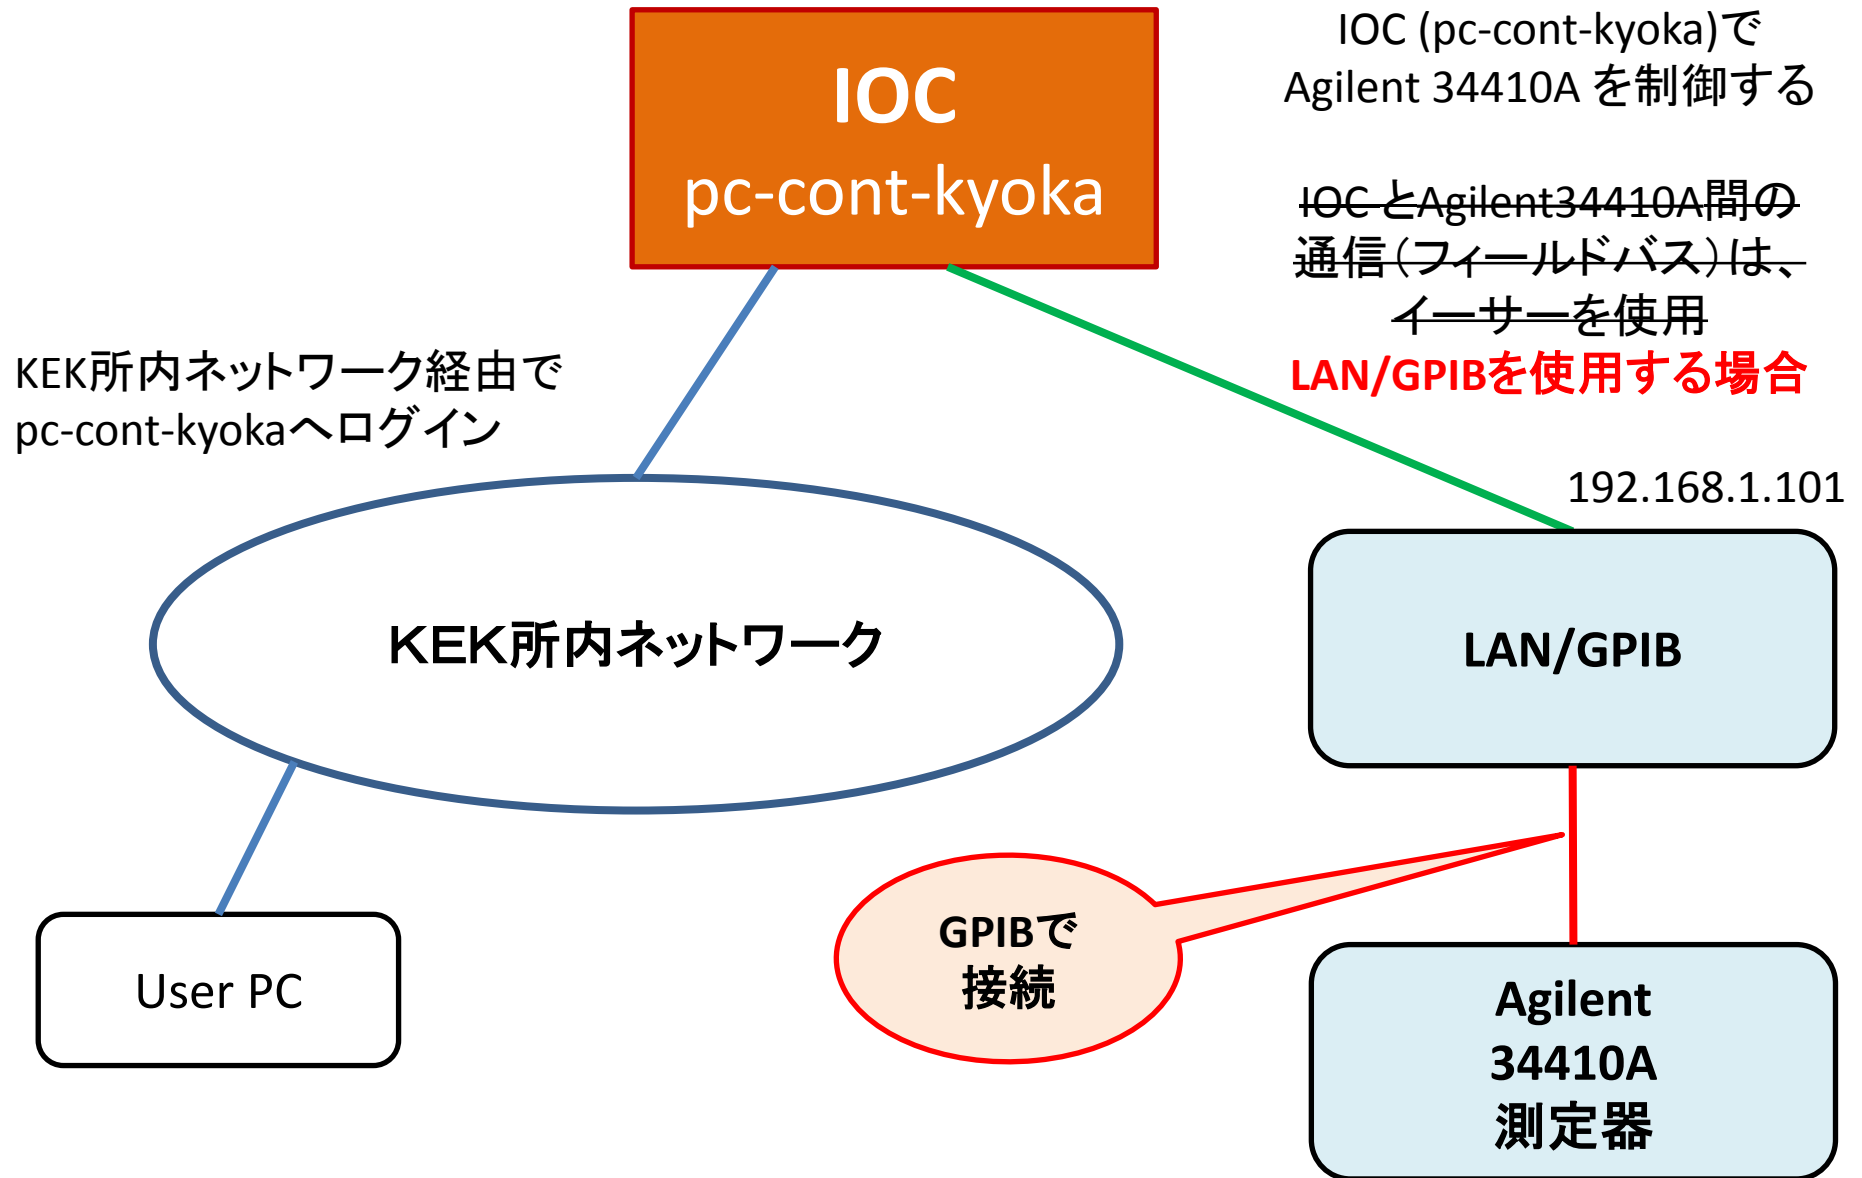 IOC
pc-cont-kyoka
IOC (pc-cont-kyoka)で
Agilent 34410A を制御する
IOC とAgilent34410A間の
通信（フィールドバス）は、
イーサーを使用
LAN/GPIBを使用する場合
KEK所内ネットワーク経由で
pc-cont-kyokaへログイン
192.168.1.101
ＫＥＫ所内ネットワーク
LAN/GPIB
GPIBで
接続
User PC
Agilent
34410A
測定器